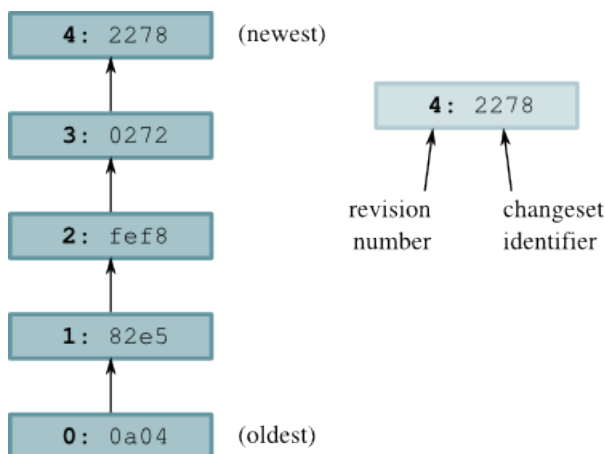 4: 2278 (newest)
3: 0272
2: fef8
1: 82e5
0: 0a04 (oldest)
4: 2278
revision changeset
number identifier